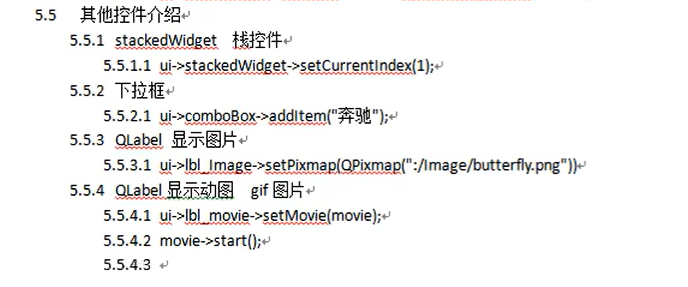 5.5 其他控件介绍
5.5.1 stackedWidget 栈控件
5.5.1.1 ui->stackedWidget->setCurrentIndex(1);
5.5.2 下拉框
5.5.2.1 ui->comboBox->addItem("奔驰");
5.5.3 QLabel 显示图片
5.5.3.1 ui->lbl_Image->setPixmap(QPixmap(":/Image/butterfly.png"))
5.5.4 QLabel 显示动图 gif 图片
5.5.4.1 ui->lbl_movie->setMovie(movie);
5.5.4.2 movie->start();
5.5.4.3